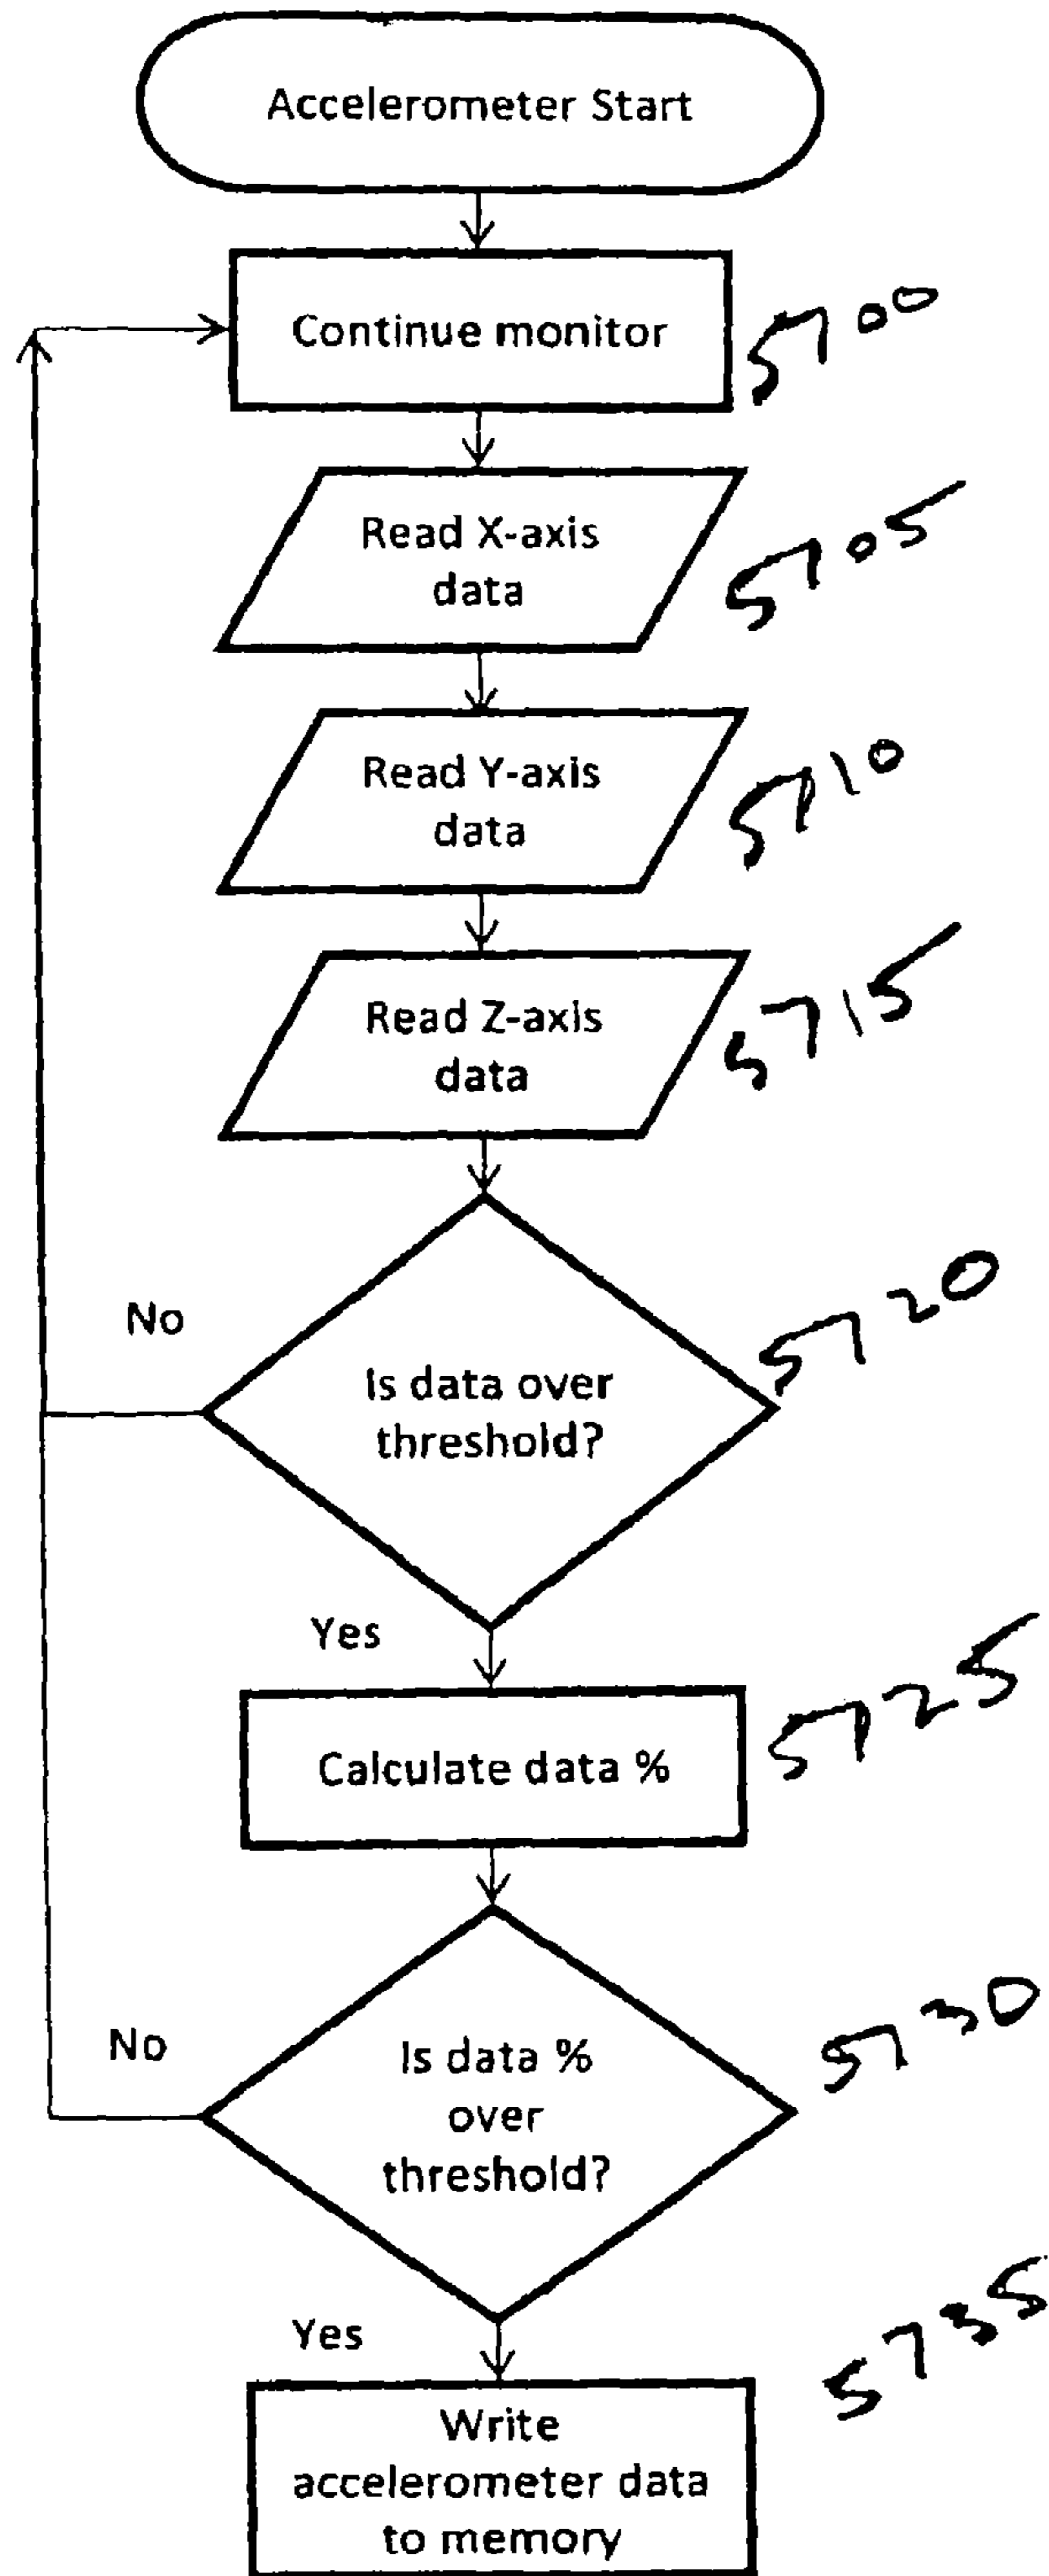 Accelerometer Start
Continue monitor
5700
Read X-axis
data
5705
Read Y-axis
data
5710
Read Z-axis
data
5715
No
Is data over
threshold?
5720
Yes
Calculate data %
5725
No
Is data %
over
threshold?
5730
Yes
Write
accelerometer data
to memory
5735